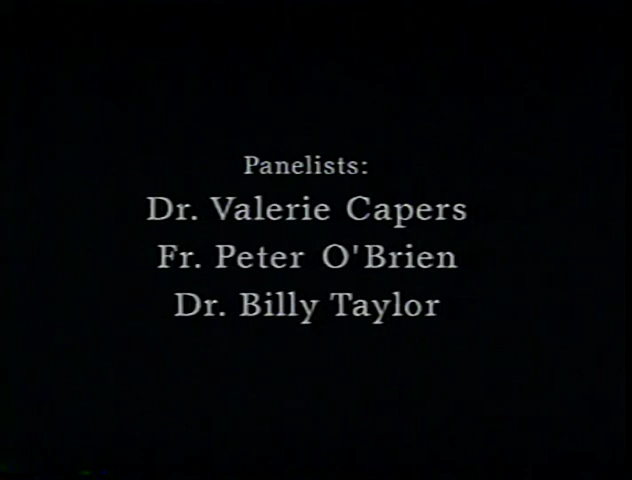 Panelists:
Dr. Valerie Capers
Fr. Peter O'Brien
Dr. Billy Taylor